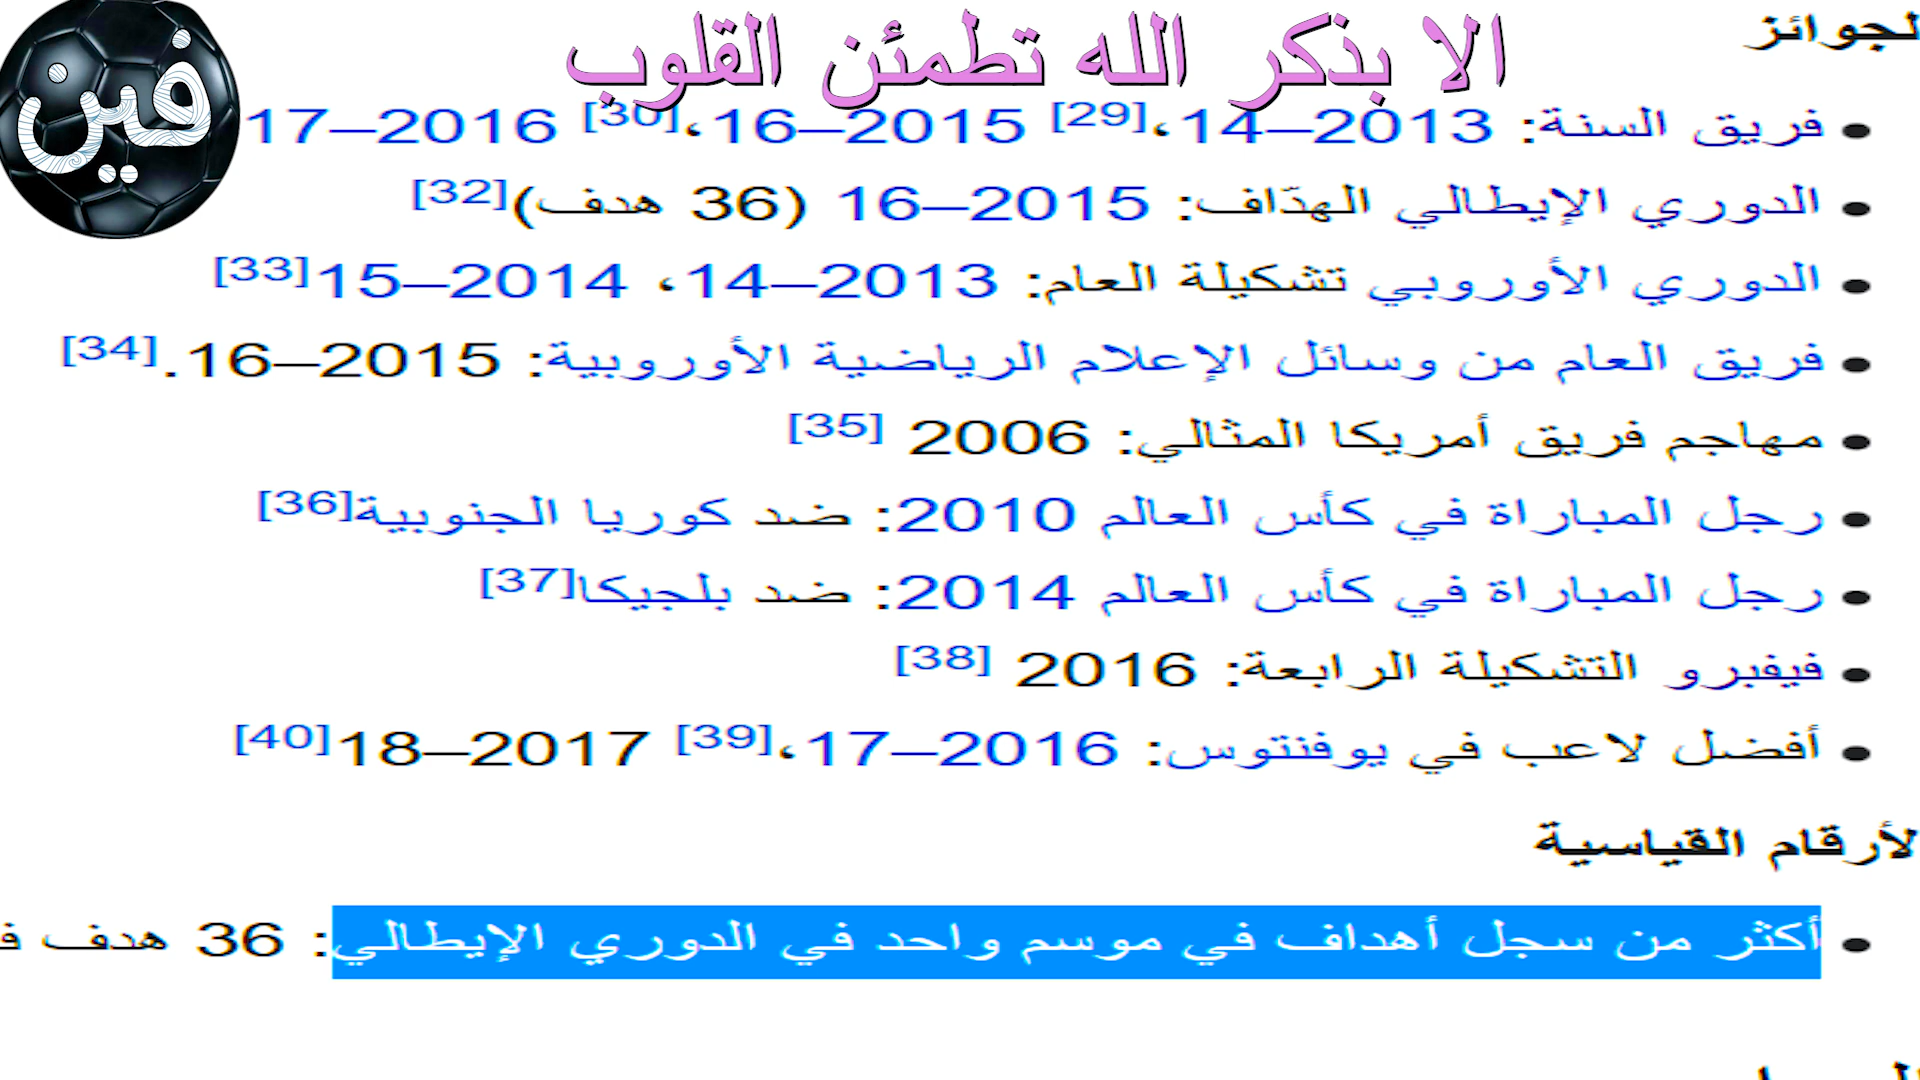 لجوائز
الا بذكر الله تطمئن القلوب
فين
فريق السنة: 2013–14،[29] 2015–16،[30] 2016–17
الدوري الإيطالي الهدّاف: 2015–16 (36 هدف)[32]
الدوري الأوروبي تشكيلة العام: 2013–14، 2014–15[33]
فريق العام من وسائل الإعلام الرياضية الأوروبية: 2015–16.[34]
مهاجم فريق أمريكا المثالي: 2006 [35]
رجل المباراة في كأس العالم 2010: ضد كوريا الجنوبية[36]
رجل المباراة في كأس العالم 2014: ضد بلجيكا[37]
فيفبرو التشكيلة الرابعة: 2016 [38]
أفضل لاعب في يوفنتوس: 2016–17،[39] 2017–18[40]
لأرقام القياسية
أكثر من سجل أهداف في موسم واحد في الدوري الإيطالي: 36 هدف ف